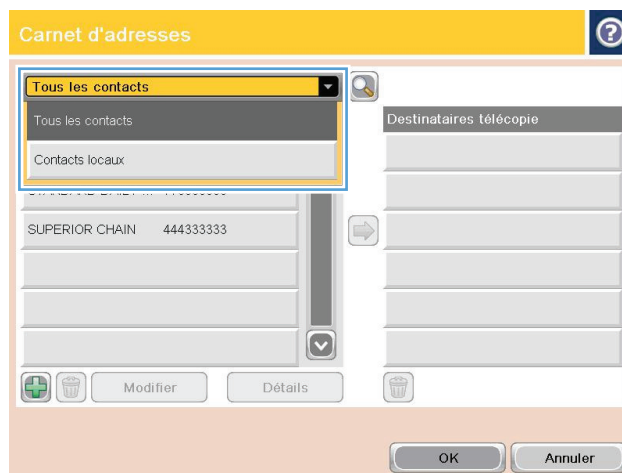 Carnet d'adresses
Tous les contacts
Tous les contacts
Destinataires télécopie
Contacts locaux
SUPERIOR CHAIN 444333333
Modifier
Détails
OK
Annuler